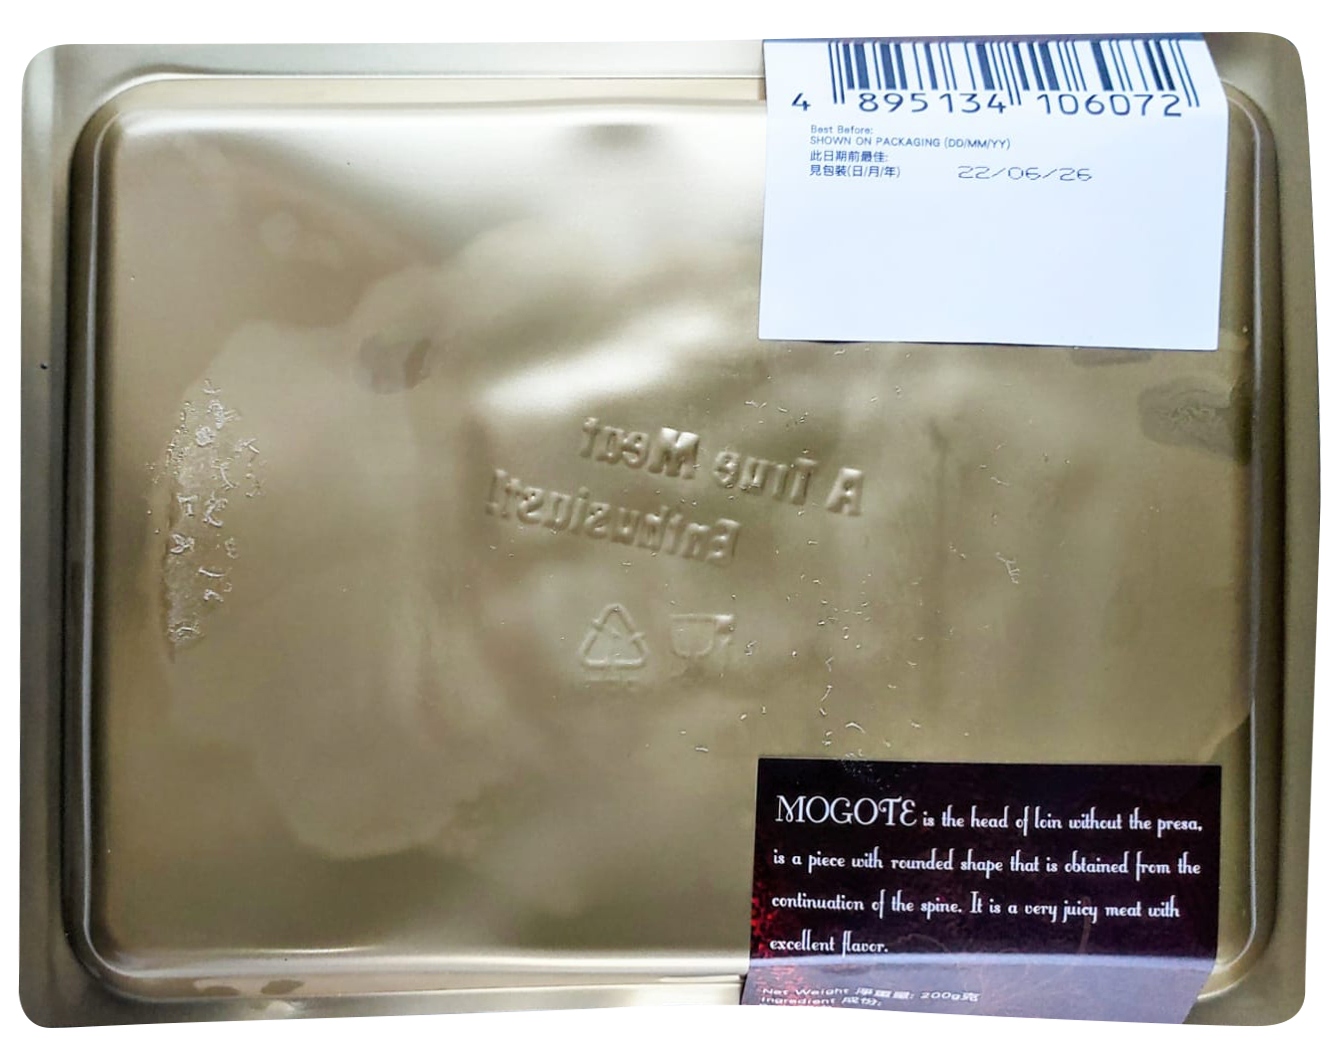 4 895134 106072
Best Before:
SHOWN ON PACKAGING (DD/MM/YY)
此日期前最佳:
見包裝(日/月/年) 22/06/26
A True Meat
Enthusiast!
MOGOTE is the head of loin without the presa,
is a piece with rounded shape that is obtained from the
continuation of the spine. It is a very juicy meat with
excellent flavor.
Net Weight 淨重量: 200g克
Ingredient 成份: